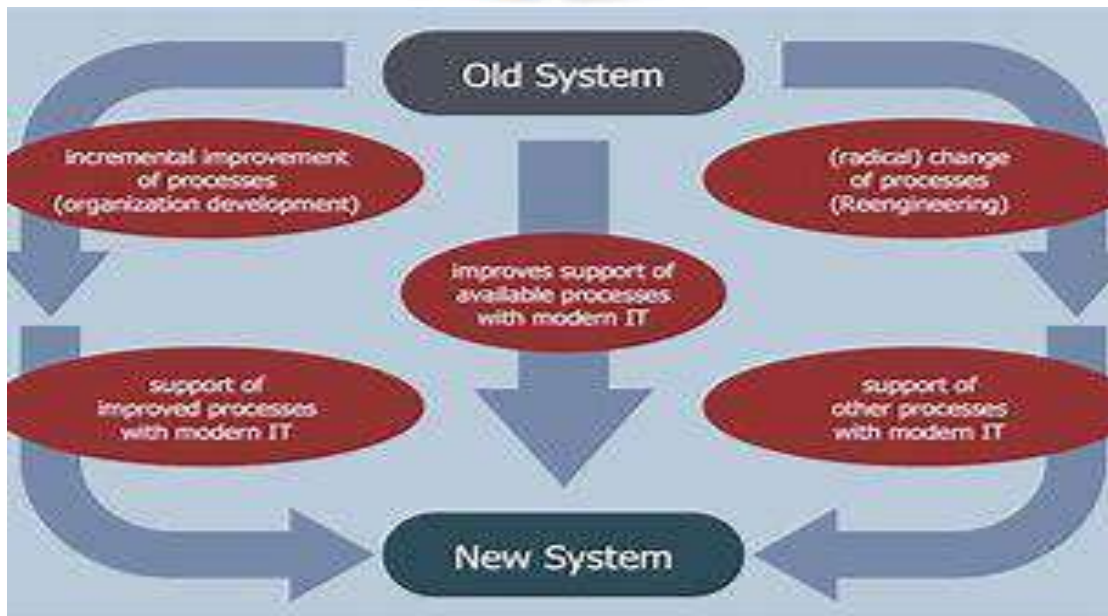 Old System
incremental improvement
of processes
(organization development)
(radical) change
of processes
(Reengineering)
improves support of
available processes
with modern IT
support of
improved processes
with modern IT
support of
other processes
with modern IT
New System